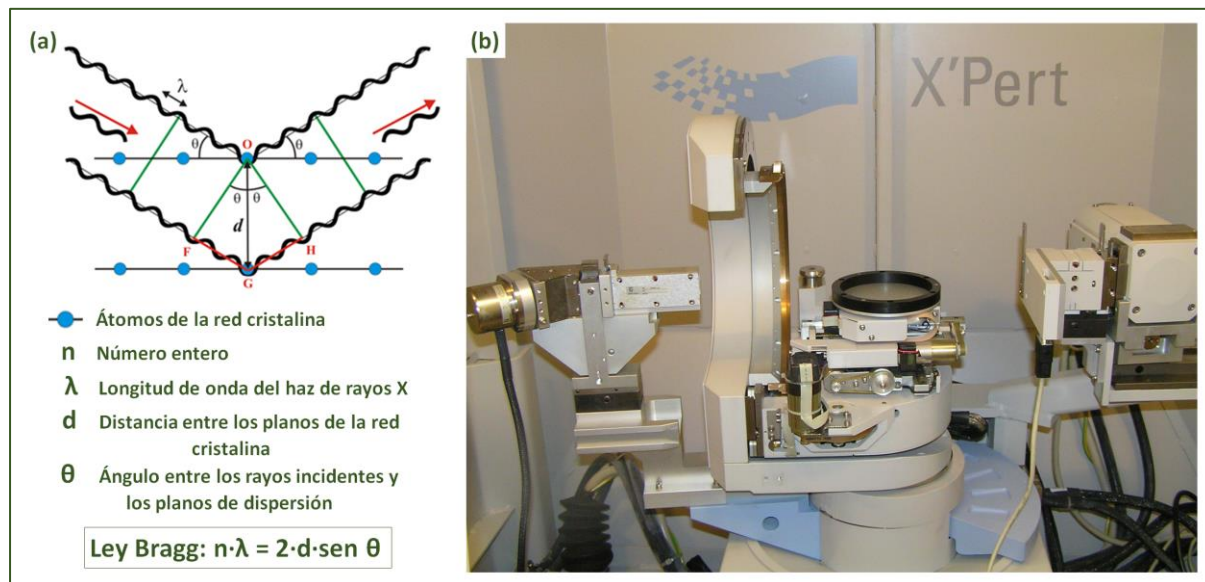 (a)
λ
θ
O
θ
θ
θ
d
F
H
G
Átomos de la red cristalina
n Número entero
λ Longitud de onda del haz de rayos X
d Distancia entre los planos de la red
cristalina
θ Ángulo entre los rayos incidentes y
los planos de dispersión
Ley Bragg: n·λ = 2·d·sen θ
(b)
X'Pert